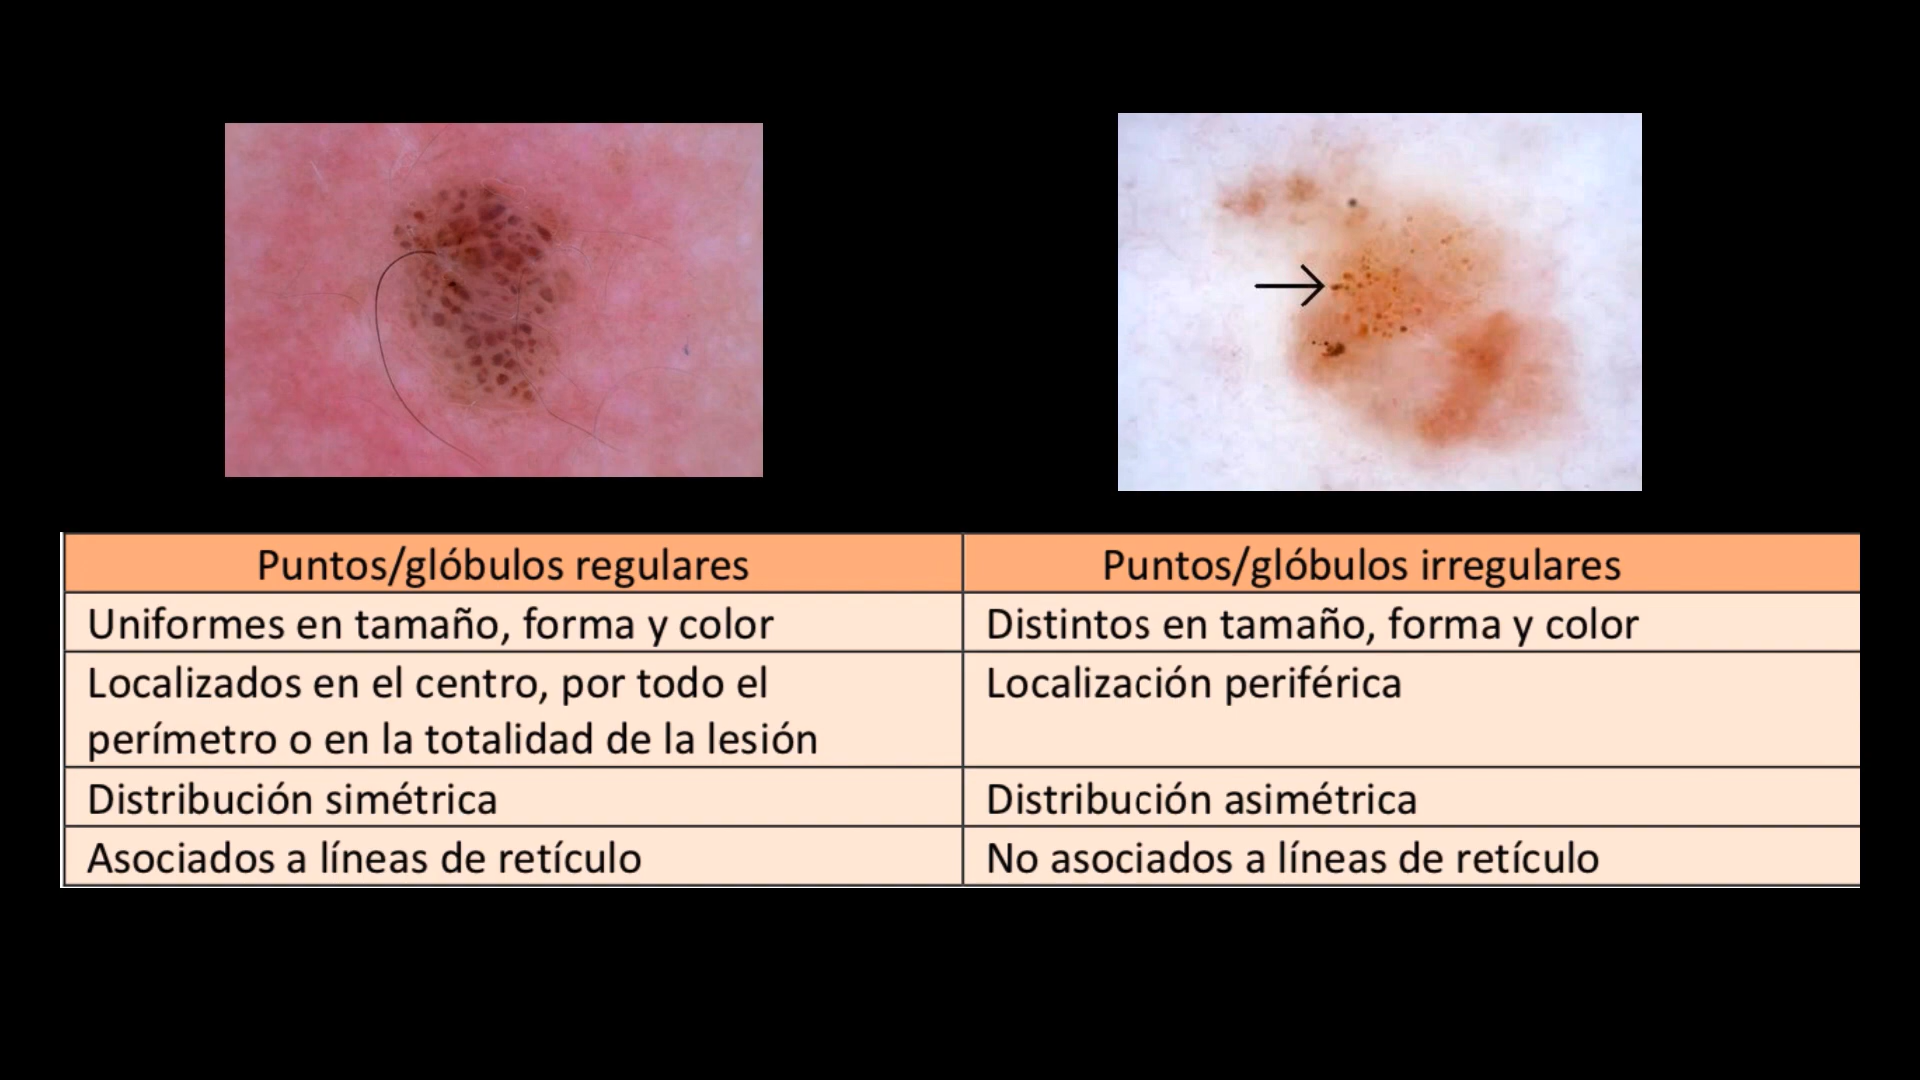 Puntos/glóbulos regulares
Puntos/glóbulos irregulares
Uniformes en tamaño, forma y color
Distintos en tamaño, forma y color
Localizados en el centro, por todo el
perímetro o en la totalidad de la lesión
Localización periférica
Distribución simétrica
Distribución asimétrica
Asociados a líneas de retículo
No asociados a líneas de retículo